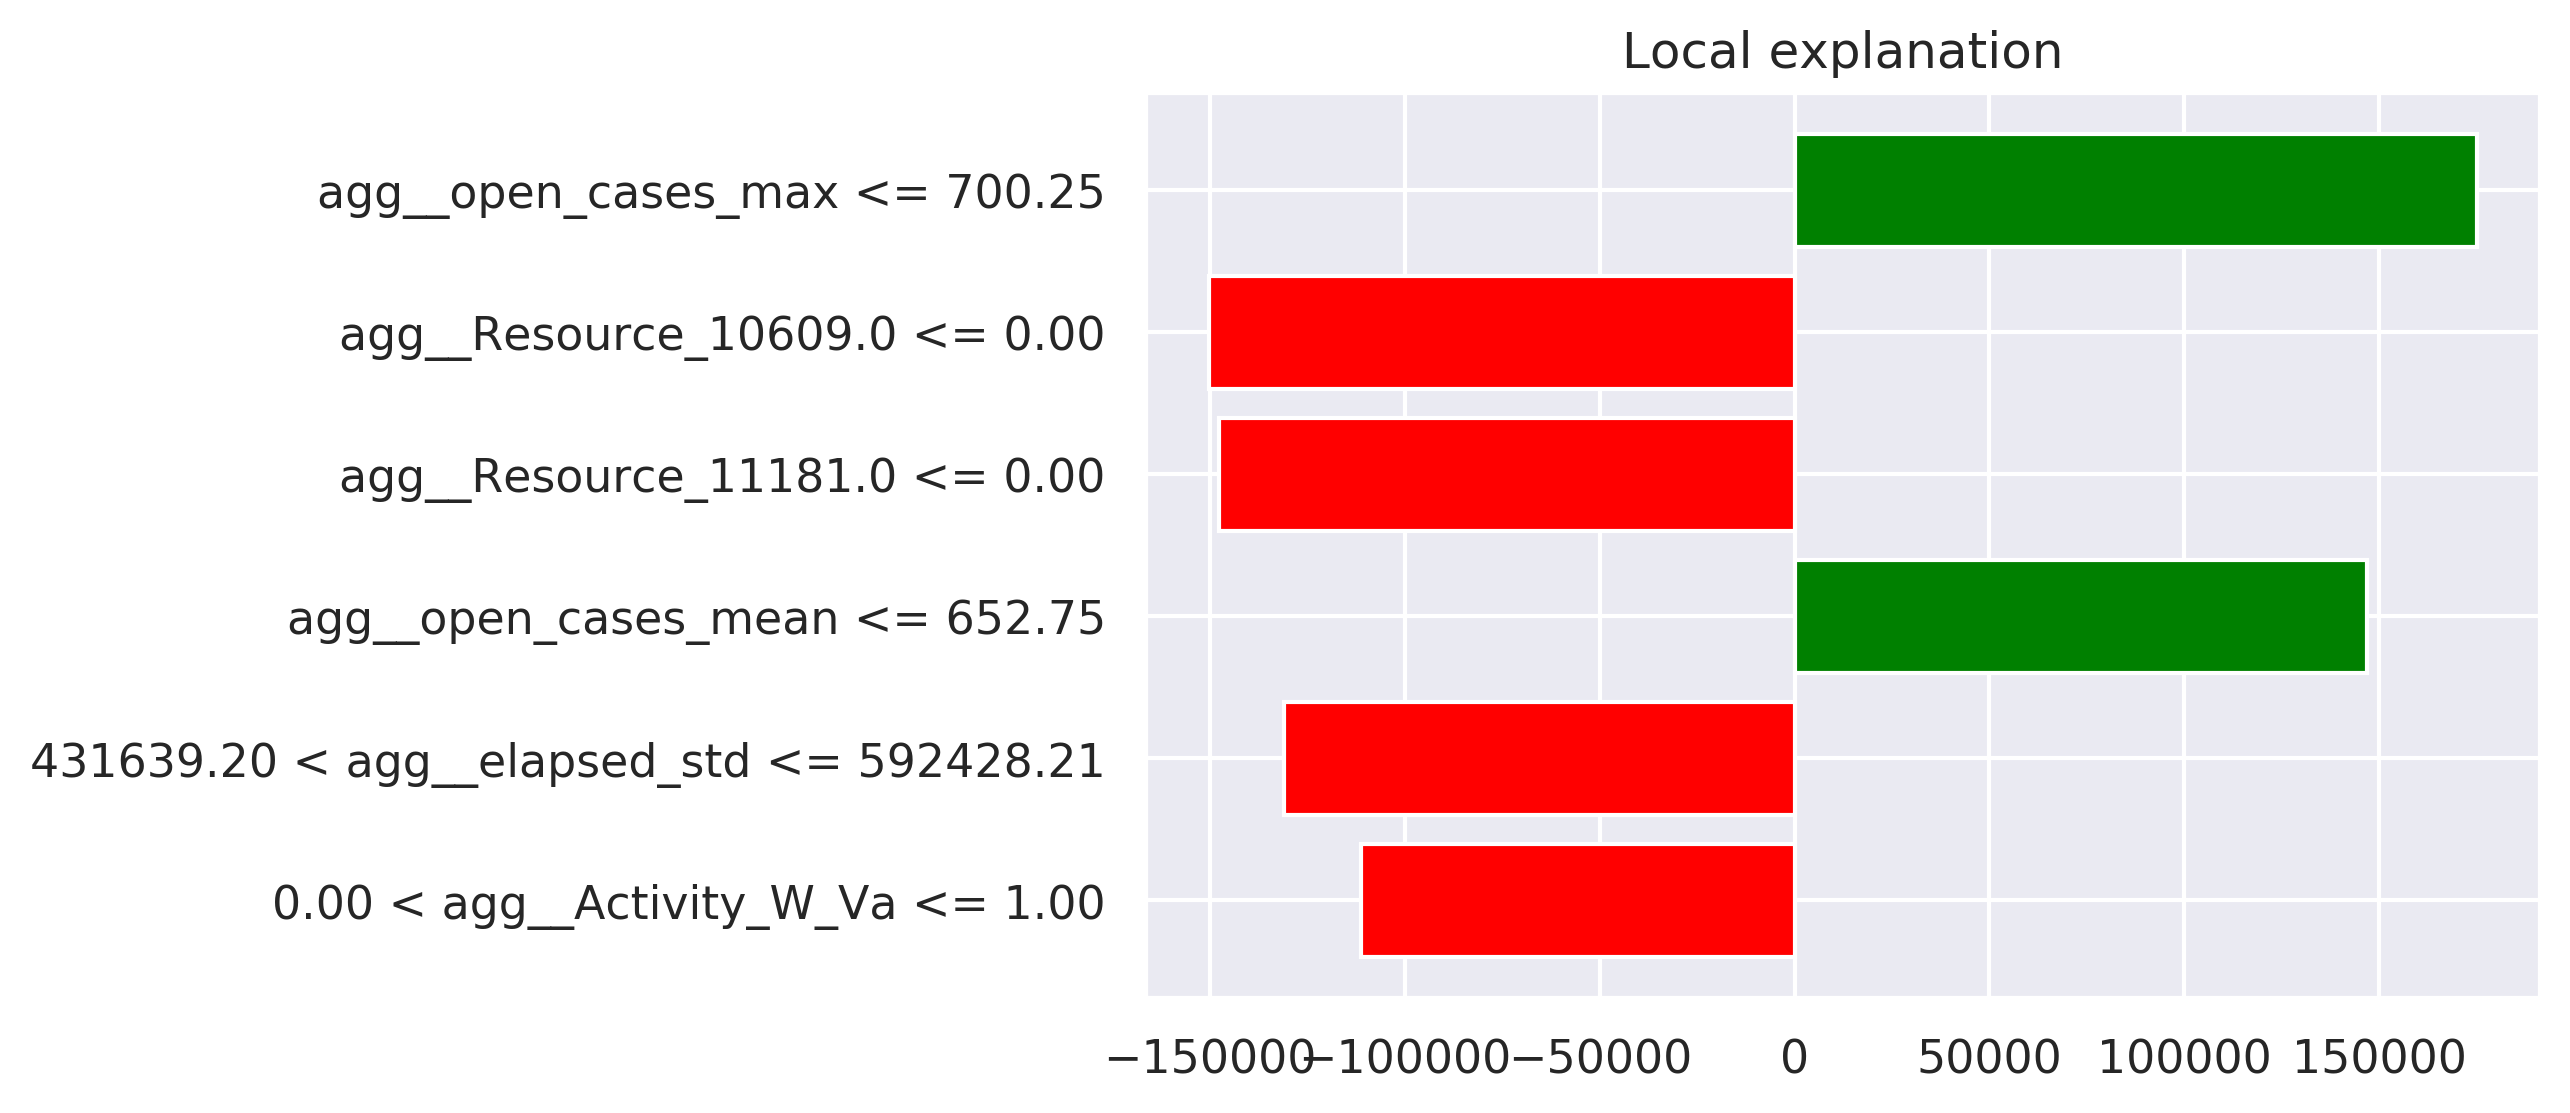 Local explanation
agg__open_cases_max <= 700.25
agg__Resource_10609.0 <= 0.00
agg__Resource_11181.0 <= 0.00
agg__open_cases_mean <= 652.75
431639.20 < agg__elapsed_std <= 592428.21
0.00 < agg__Activity_W_Va <= 1.00
−150000 −100000 −50000 0 50000 100000 150000